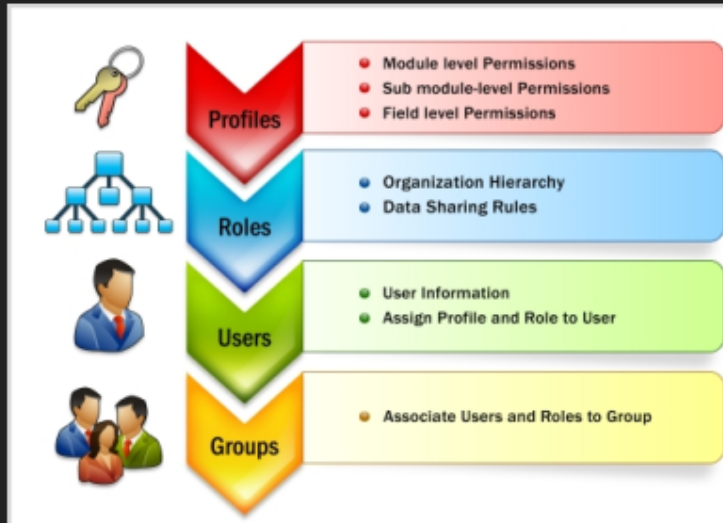 Profiles
Module level Permissions
Sub module-level Permissions
Field level Permissions
Roles
Organization Hierarchy
Data Sharing Rules
Users
User Information
Assign Profile and Role to User
Groups
Associate Users and Roles to Group